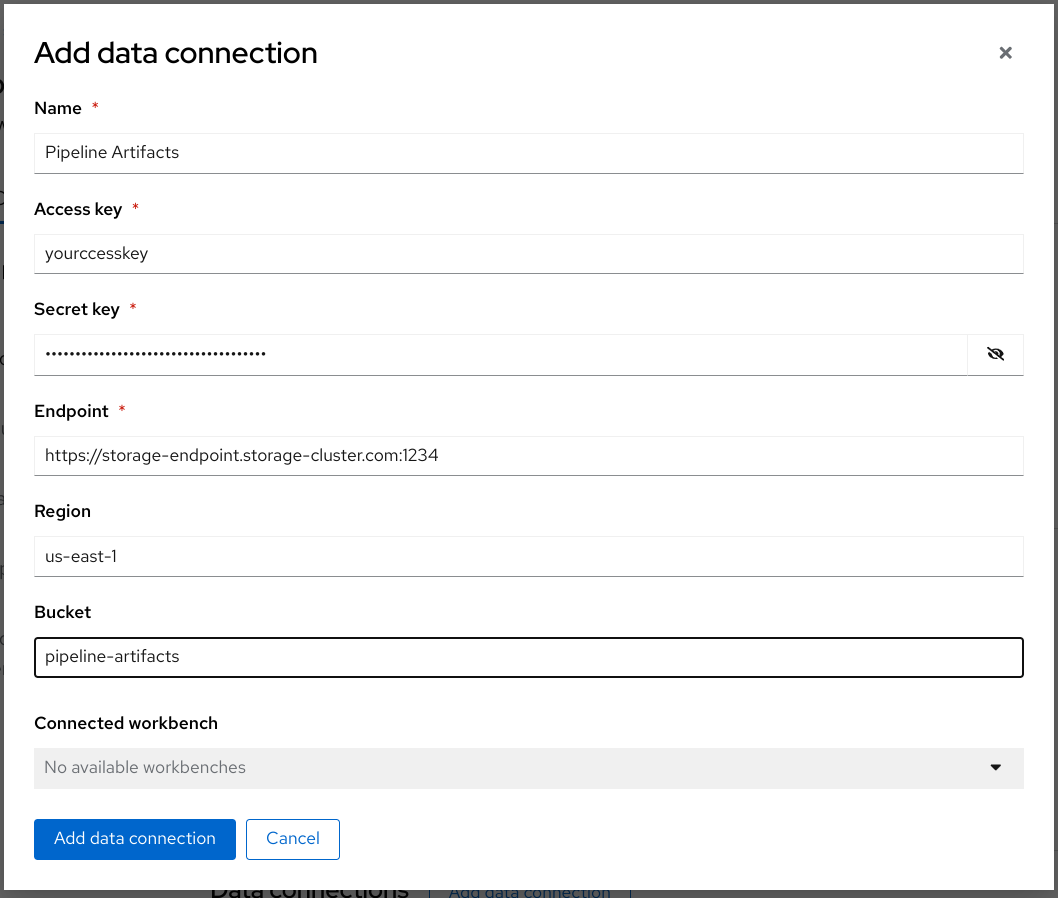 Add data connection
Name *
Pipeline Artifacts
Access key *
yourccesskey
Secret key *
•••••••••••••••••••••••••••••••••••••
Endpoint *
https://storage-endpoint.storage-cluster.com:1234
Region
us-east-1
Bucket
pipeline-artifacts
Connected workbench
No available workbenches
Add data connection Cancel
Data connections Add data connection